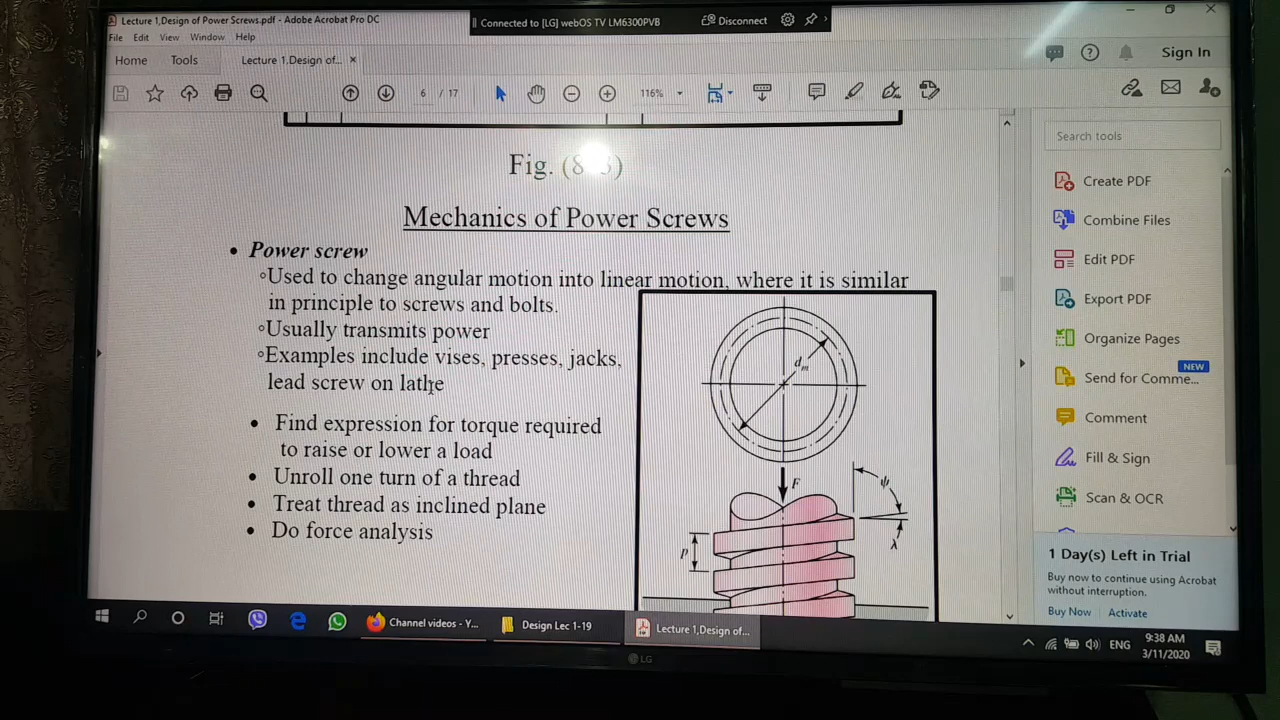 Lecture 1,Design of Power Screws.pdf - Adobe Acrobat Pro DC
Connected to [LG] webOS TV LM6300PVB
Disconnect
File Edit View Window Help
Home Tools Lecture 1,Design of... ×
Sign In
6 / 17
116%
Fig. (8
Mechanics of Power Screws
• Power screw
◦Used to change angular motion into linear motion, where it is similar
in principle to screws and bolts.
◦Usually transmits power
◦Examples include vises, presses, jacks,
lead screw on lathe
• Find expression for torque required
to raise or lower a load
• Unroll one turn of a thread
• Treat thread as inclined plane
• Do force analysis
dm
F
ψ
λ
p
Search tools
Create PDF
Combine Files
Edit PDF
Export PDF
Organize Pages
NEW
Send for Comme...
Comment
Fill & Sign
Scan & OCR
1 Day(s) Left in Trial
Buy now to continue using Acrobat
without interruption.
Buy Now Activate
Channel videos - Y...
Design Lec 1-19
Lecture 1,Design of...
ENG
9:38 AM
3/11/2020
LG